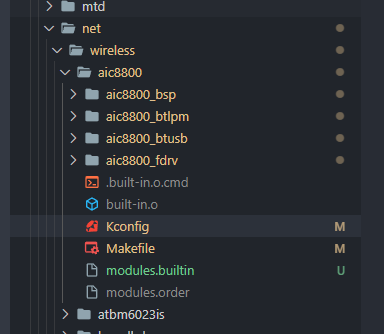 mtd
net
wireless
aic8800
aic8800_bsp
aic8800_btlpm
aic8800_btusb
aic8800_fdrv
.built-in.o.cmd
built-in.o
Kconfig M
Makefile M
modules.builtin U
modules.order
atbm6023is